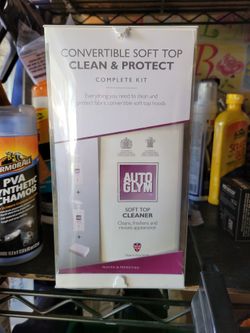 CONVERTIBLE SOFT TOP
CLEAN & PROTECT
COMPLETE KIT
Everything you need to clean and
protect fabric convertible soft top hoods
AUTO
GLYM
SOFT TOP
CLEANER
Cleans, freshens and
revives appearance
ARMORALL
PVA
SYNTHETIC
CHAMOIS